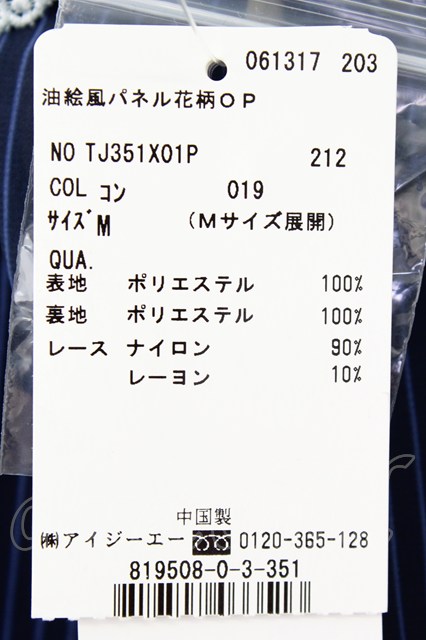 061317 203
油絵風パネル花柄OP
NO TJ351X01P 212
COL コン 019
サイズ M (Mサイズ展開)
QUA.
表地 ポリエステル 100%
裏地 ポリエステル 100%
レース ナイロン 90%
レーヨン 10%
中国製
㈱アイジーエー 0120-365-128
819508-0-3-351